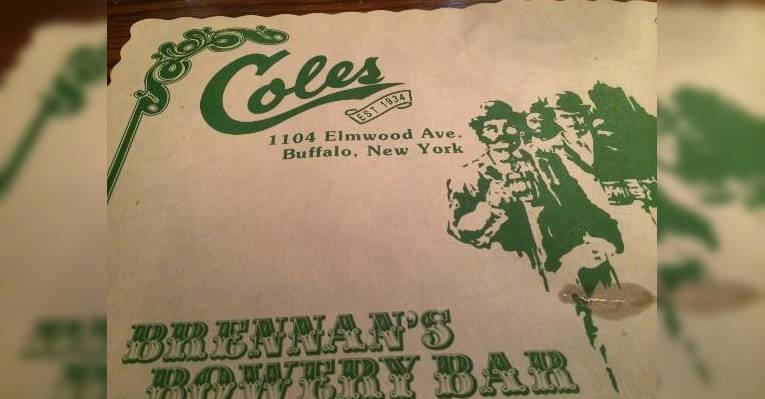 Coles
EST 1934
1104 Elmwood Ave.
Buffalo, New York
BRENNAN'S
BOWERY BAR